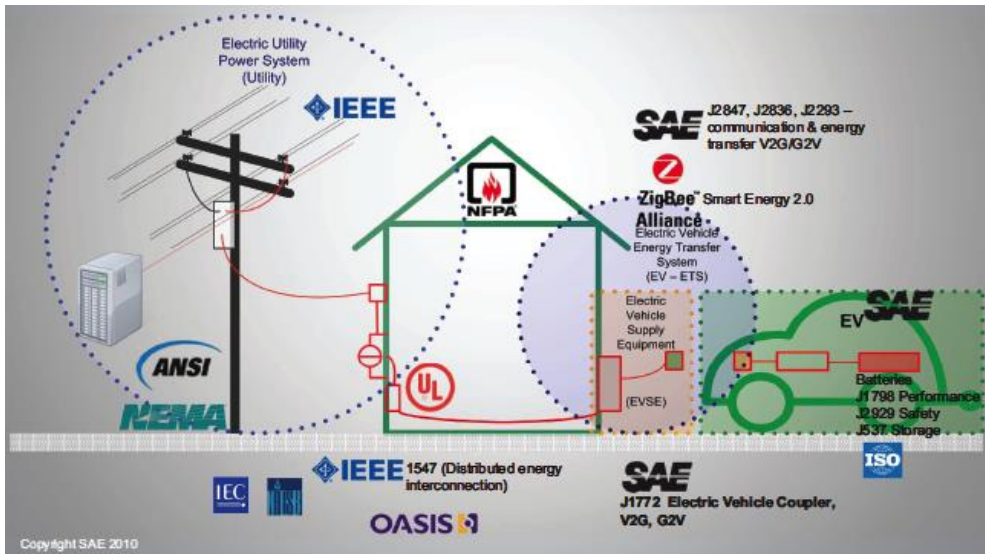 Electric Utility
Power System
(Utility)
IEEE
SAE
J2847, J2836, J2293 –
communication & energy
transfer V2G/G2V
ZigBee™ Smart Energy 2.0
Alliance
NFPA
Electric Vehicle
Energy Transfer
System
(EV – ETS)
Electric
Vehicle
Supply
Equipment
(EVSE)
EV
SAE
ANSI
NEMA
UL
Batteries
J1798 Performance
J2929 Safety
J537 Storage
ISO
IEC
IEEE 1547 (Distributed energy
interconnection)
OASIS
SAE
J1772 Electric Vehicle Coupler,
V2G, G2V
Copyright SAE 2010